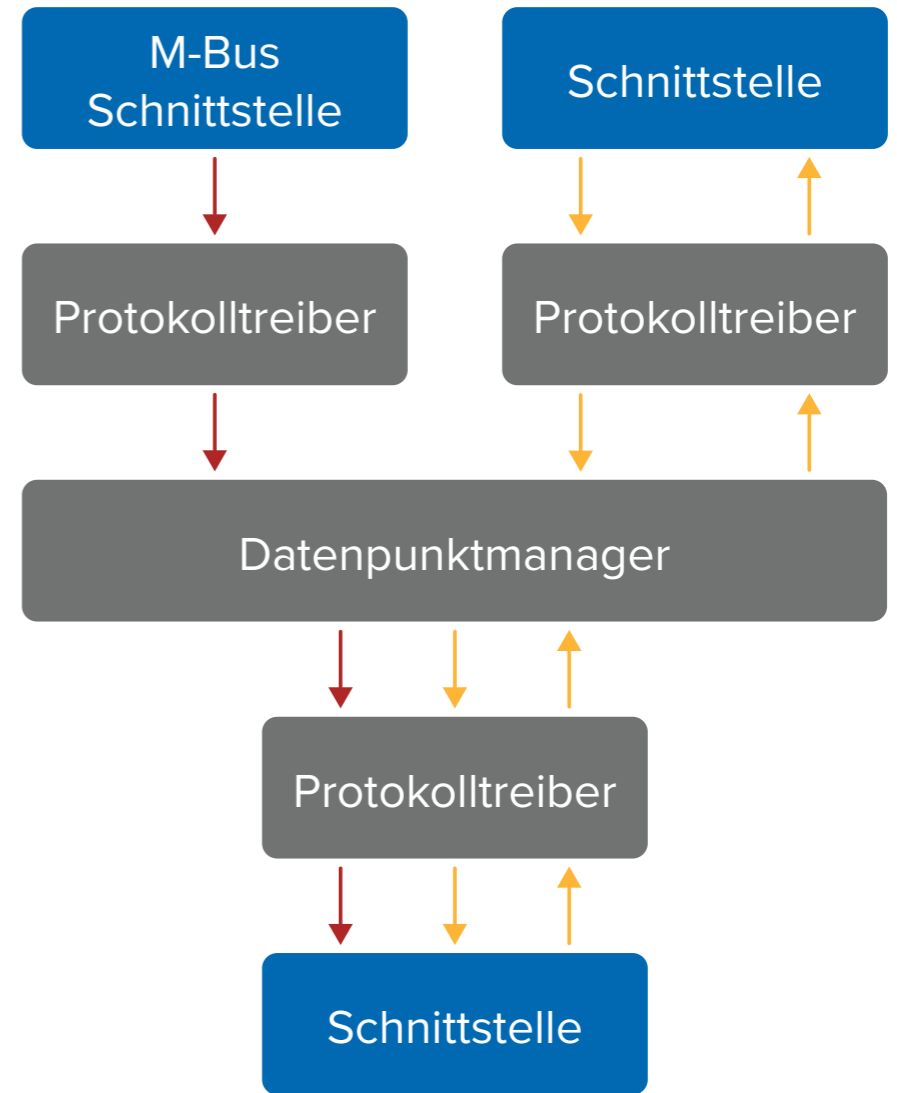 M-Bus
Schnittstelle
Schnittstelle
Protokolltreiber
Protokolltreiber
Datenpunktmanager
Protokolltreiber
Schnittstelle